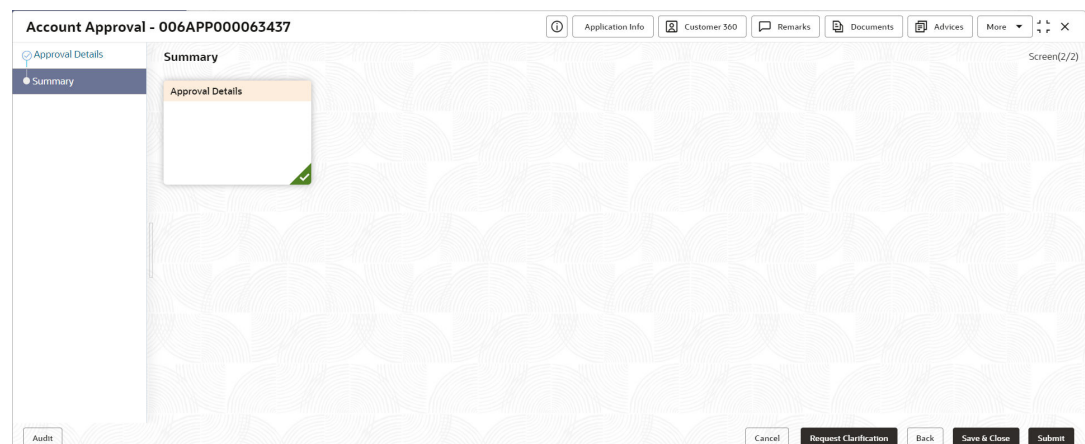 Account Approval - 006APP000063437
Application Info
Customer 360
Remarks
Documents
Advices
More
Approval Details
Summary
Summary
Screen(2/2)
Approval Details
Audit
Cancel
Request Clarification
Back
Save & Close
Submit